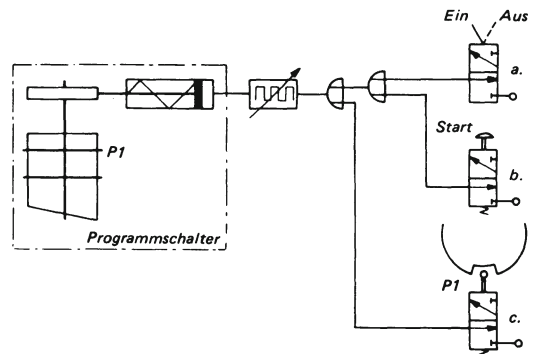 Ein Aus
a.
Start
b.
P1
Programmschalter
P1
c.